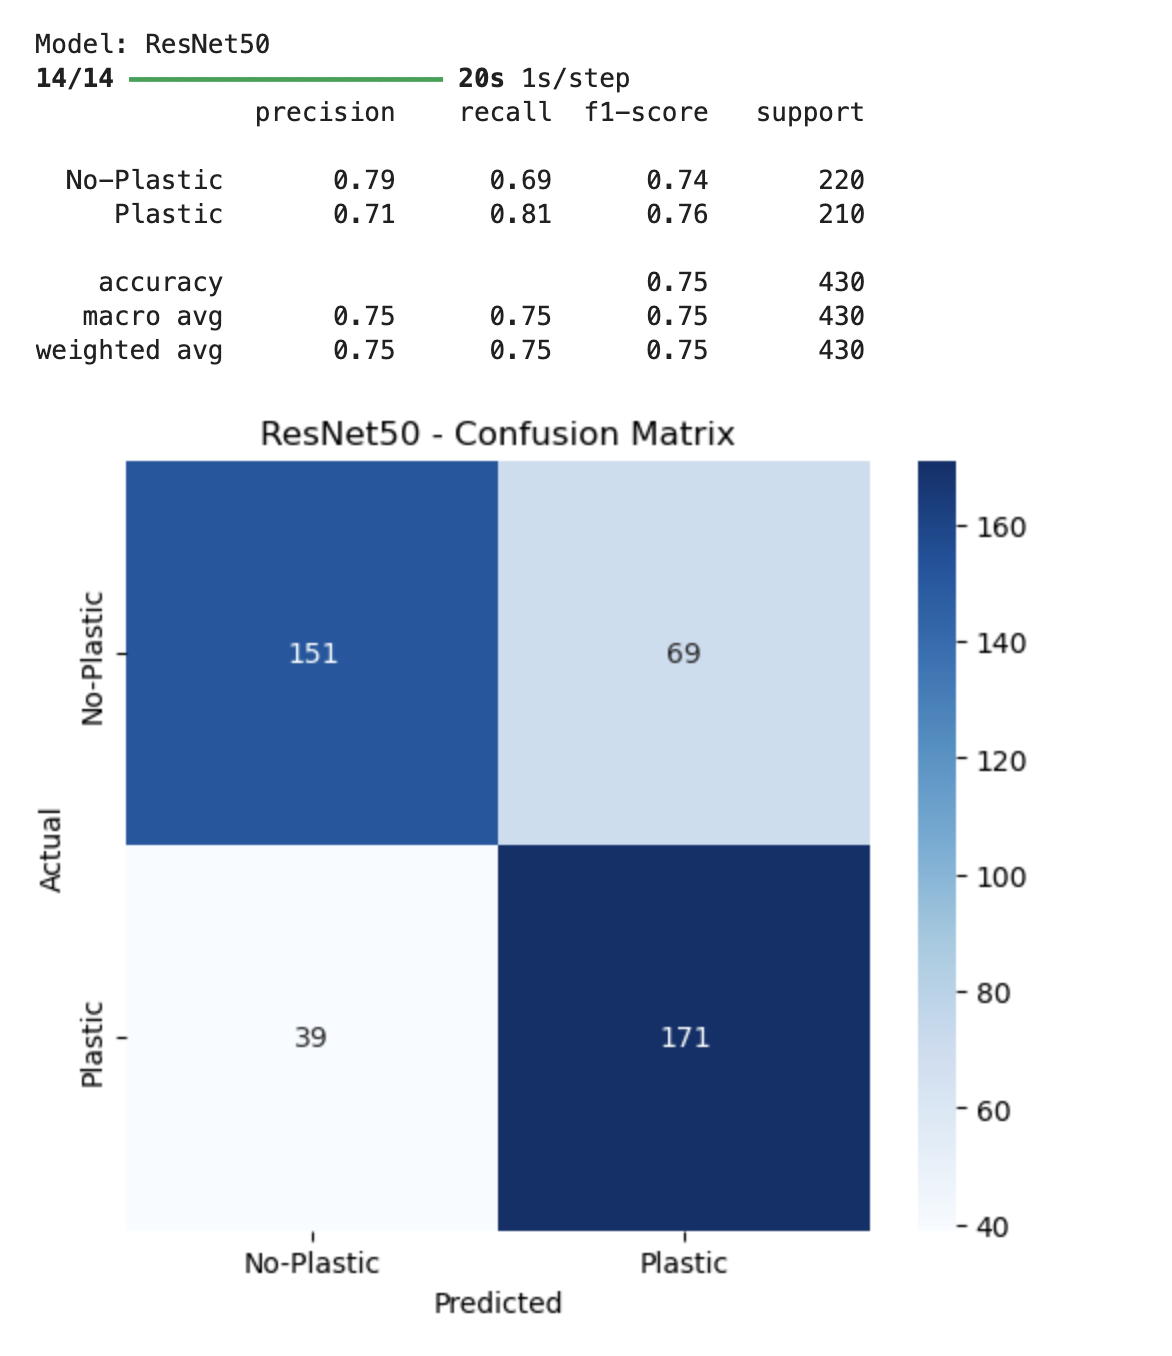 Model: ResNet50
14/14 ━━━━━━━━━━ 20s 1s/step
precision recall f1-score support
No-Plastic 0.79 0.69 0.74 220
Plastic 0.71 0.81 0.76 210
accuracy 0.75 430
macro avg 0.75 0.75 0.75 430
weighted avg 0.75 0.75 0.75 430
ResNet50 - Confusion Matrix
Actual
No-Plastic
151 69
Plastic
39 171
No-Plastic Plastic
Predicted
160
140
120
100
80
60
40